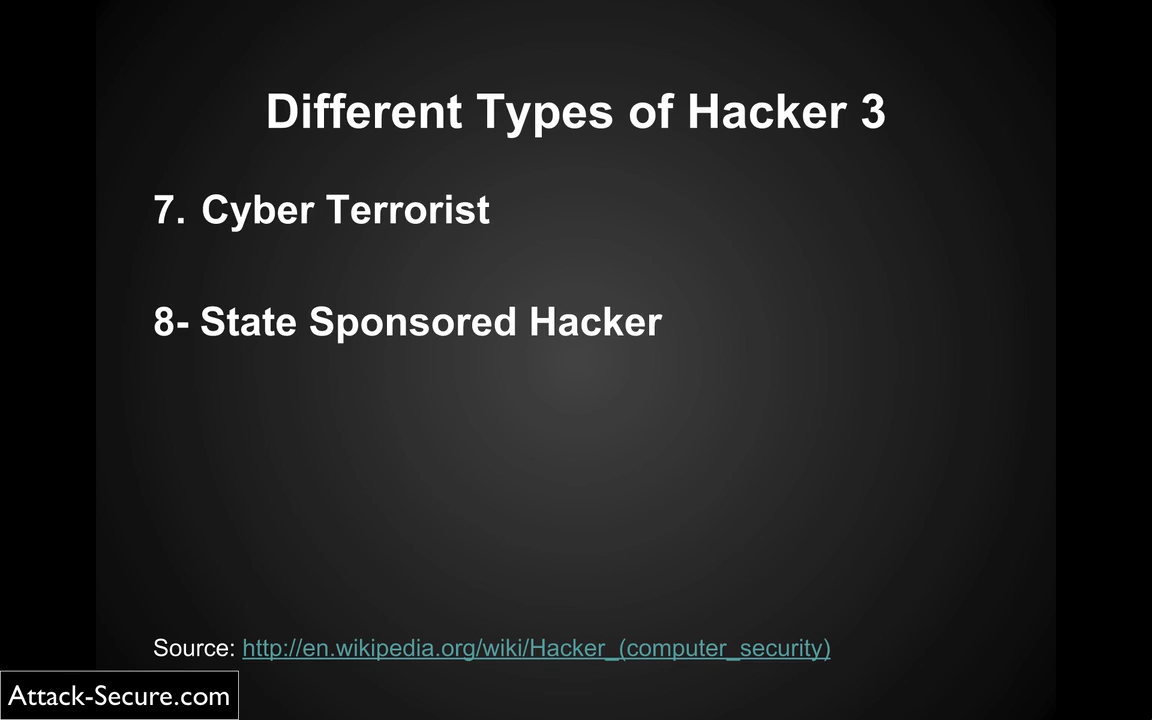 Different Types of Hacker 3
7. Cyber Terrorist
8- State Sponsored Hacker
Source: http://en.wikipedia.org/wiki/Hacker_(computer_security)
Attack-Secure.com